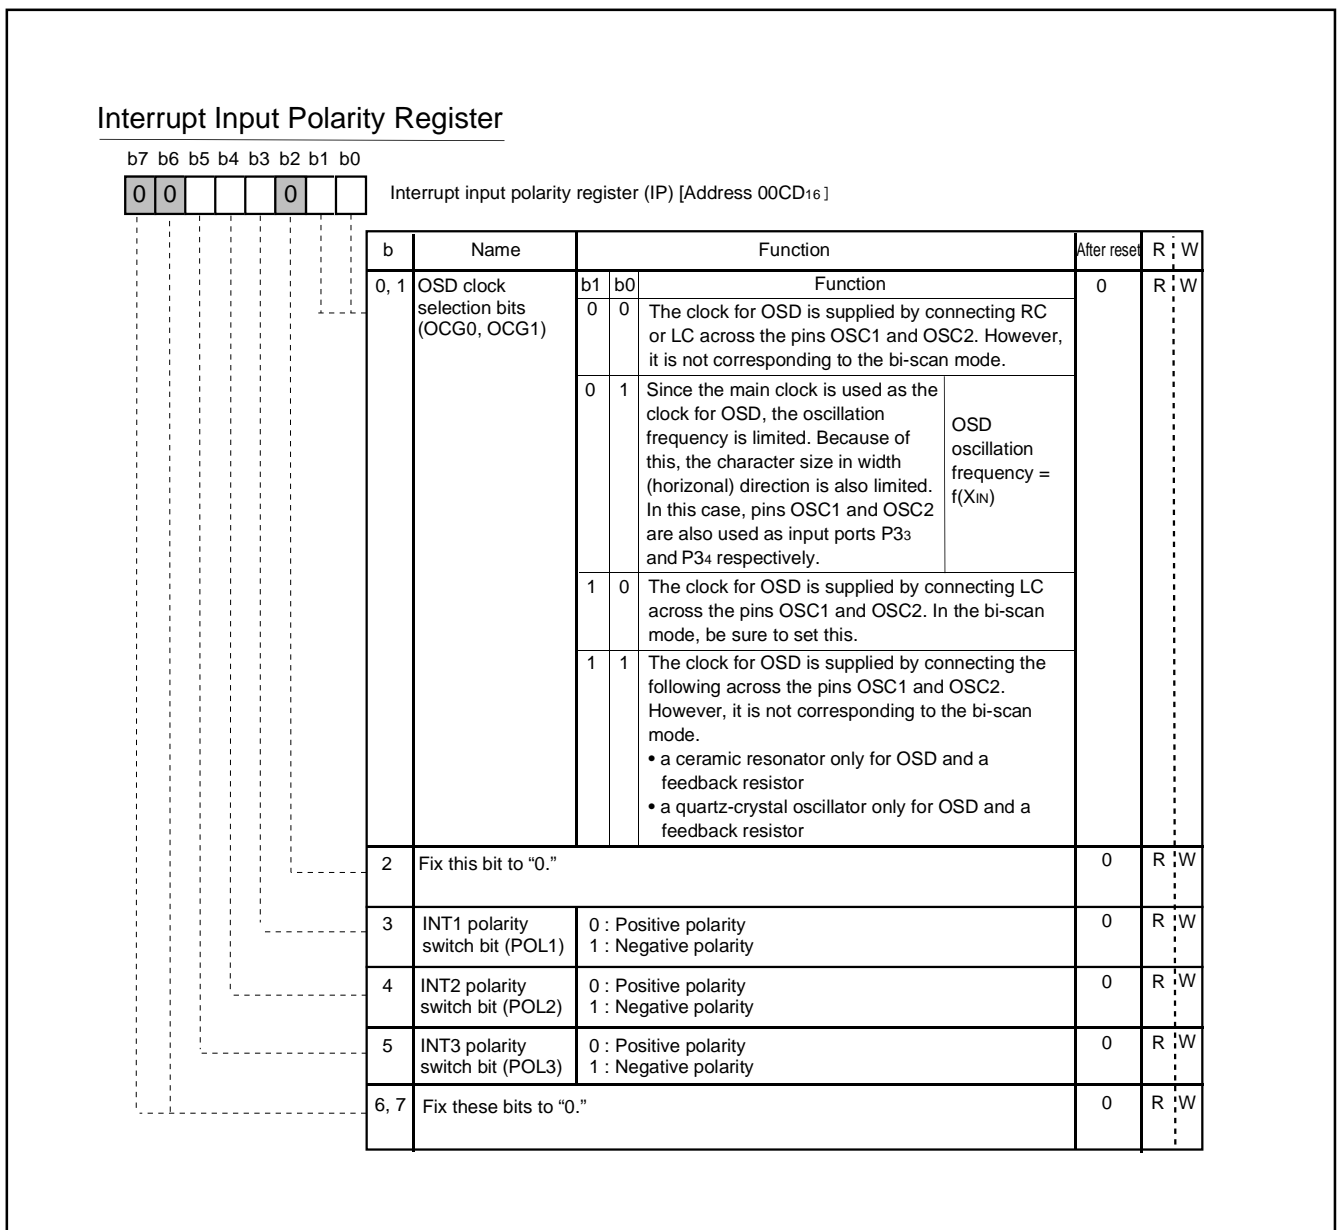 Interrupt Input Polarity Register
b7 b6 b5 b4 b3 b2 b1 b0
0 0 0
Interrupt input polarity register (IP) [Address 00CD16 ]
b Name Function After reset R W
0, 1 OSD clock selection bits (OCG0, OCG1) 0 R W
b1 b0 Function
0 0 The clock for OSD is supplied by connecting RC
or LC across the pins OSC1 and OSC2. However,
it is not corresponding to the bi-scan mode.
0 1 Since the main clock is used as the
clock for OSD, the oscillation
frequency is limited. Because of
this, the character size in width
(horizonal) direction is also limited.
In this case, pins OSC1 and OSC2
are also used as input ports P33
and P34 respectively.
OSD
oscillation
frequency =
f(XIN)
1 0 The clock for OSD is supplied by connecting LC
across the pins OSC1 and OSC2. In the bi-scan
mode, be sure to set this.
1 1 The clock for OSD is supplied by connecting the
following across the pins OSC1 and OSC2.
However, it is not corresponding to the bi-scan
mode.
• a ceramic resonator only for OSD and a
feedback resistor
• a quartz-crystal oscillator only for OSD and a
feedback resistor
2 Fix this bit to “0.” 0 R W
3 INT1 polarity 0 : Positive polarity 0 R W
switch bit (POL1) 1 : Negative polarity
4 INT2 polarity 0 : Positive polarity 0 R W
switch bit (POL2) 1 : Negative polarity
5 INT3 polarity 0 : Positive polarity 0 R W
switch bit (POL3) 1 : Negative polarity
6, 7 Fix these bits to “0.” 0 R W